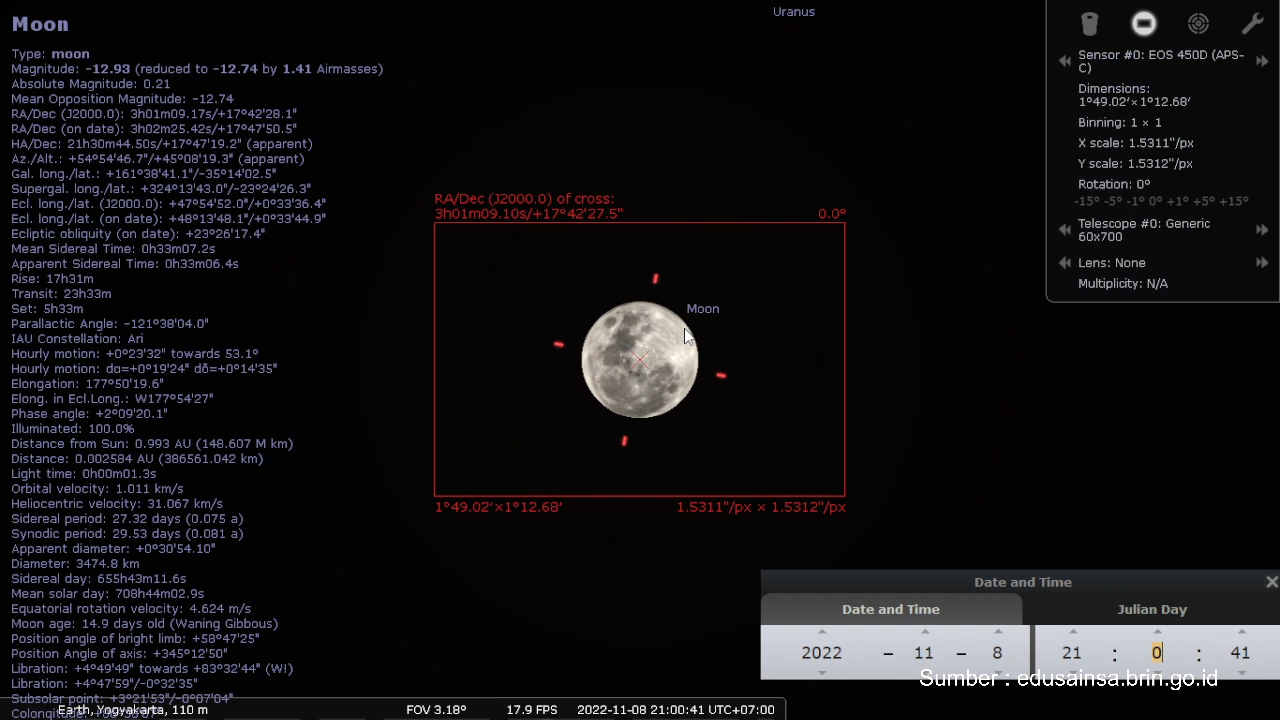 Moon
Type: moon
Magnitude: -12.93 (reduced to -12.74 by 1.41 Airmasses)
Absolute Magnitude: 0.21
Mean Opposition Magnitude: -12.74
RA/Dec (J2000.0): 3h01m09.17s/+17°42'28.1"
RA/Dec (on date): 3h02m25.42s/+17°47'50.5"
HA/Dec: 21h30m44.50s/+17°47'19.2" (apparent)
Az./Alt.: +54°54'46.7"/+45°08'19.3" (apparent)
Gal. long./lat.: +161°38'41.1"/-35°14'02.5"
Supergal. long./lat.: +324°13'43.0"/-23°24'26.3"
Ecl. long./lat. (J2000.0): +47°54'52.0"/+0°33'36.4"
Ecl. long./lat. (on date): +48°13'48.1"/+0°33'44.9"
Ecliptic obliquity (on date): +23°26'17.4"
Mean Sidereal Time: 0h33m07.2s
Apparent Sidereal Time: 0h33m06.4s
Rise: 17h31m
Transit: 23h33m
Set: 5h33m
Parallactic Angle: -121°38'04.0"
IAU Constellation: Ari
Hourly motion: +0°23'32" towards 53.1°
Hourly motion: dα=+0°19'24" dδ=+0°14'35"
Elongation: 177°50'19.6"
Elong. in Ecl.Long.: W177°54'27"
Phase angle: +2°09'20.1"
Illuminated: 100.0%
Distance from Sun: 0.993 AU (148.607 M km)
Distance: 0.002584 AU (386561.042 km)
Light time: 0h00m01.3s
Orbital velocity: 1.011 km/s
Heliocentric velocity: 31.067 km/s
Sidereal period: 27.32 days (0.075 a)
Synodic period: 29.53 days (0.081 a)
Apparent diameter: +0°30'54.10"
Diameter: 3474.8 km
Sidereal day: 655h43m11.6s
Mean solar day: 708h44m02.9s
Equatorial rotation velocity: 4.624 m/s
Moon age: 14.9 days old (Waning Gibbous)
Position angle of bright limb: +58°47'25"
Position Angle of axis: +345°12'50"
Libration: +4°49'49" towards +83°32'44" (W!)
Libration: +4°47'59"/-0°32'35"
Subsolar point: +3°21'53"/-0°07'04"
Colongitude:
Earth, Yogyakarta, 110 m
FOV 3.18°
17.9 FPS
2022-11-08 21:00:41 UTC+07:00
Uranus
RA/Dec (J2000.0) of cross:
3h01m09.10s/+17°42'27.5"
0.0°
Moon
1°49.02'×1°12.68'
1.5311"/px × 1.5312"/px
Sensor #0: EOS 450D (APS-
C)
Dimensions:
1°49.02'×1°12.68'
Binning: 1 × 1
X scale: 1.5311"/px
Y scale: 1.5312"/px
Rotation: 0°
-15° -5° -1° 0° +1° +5° +15°
Telescope #0: Generic
60x700
Lens: None
Multiplicity: N/A
Date and Time
Date and Time
Julian Day
2022 – 11 – 8
21 : 0 : 41
Sumber : edusainsa.brin.go.id